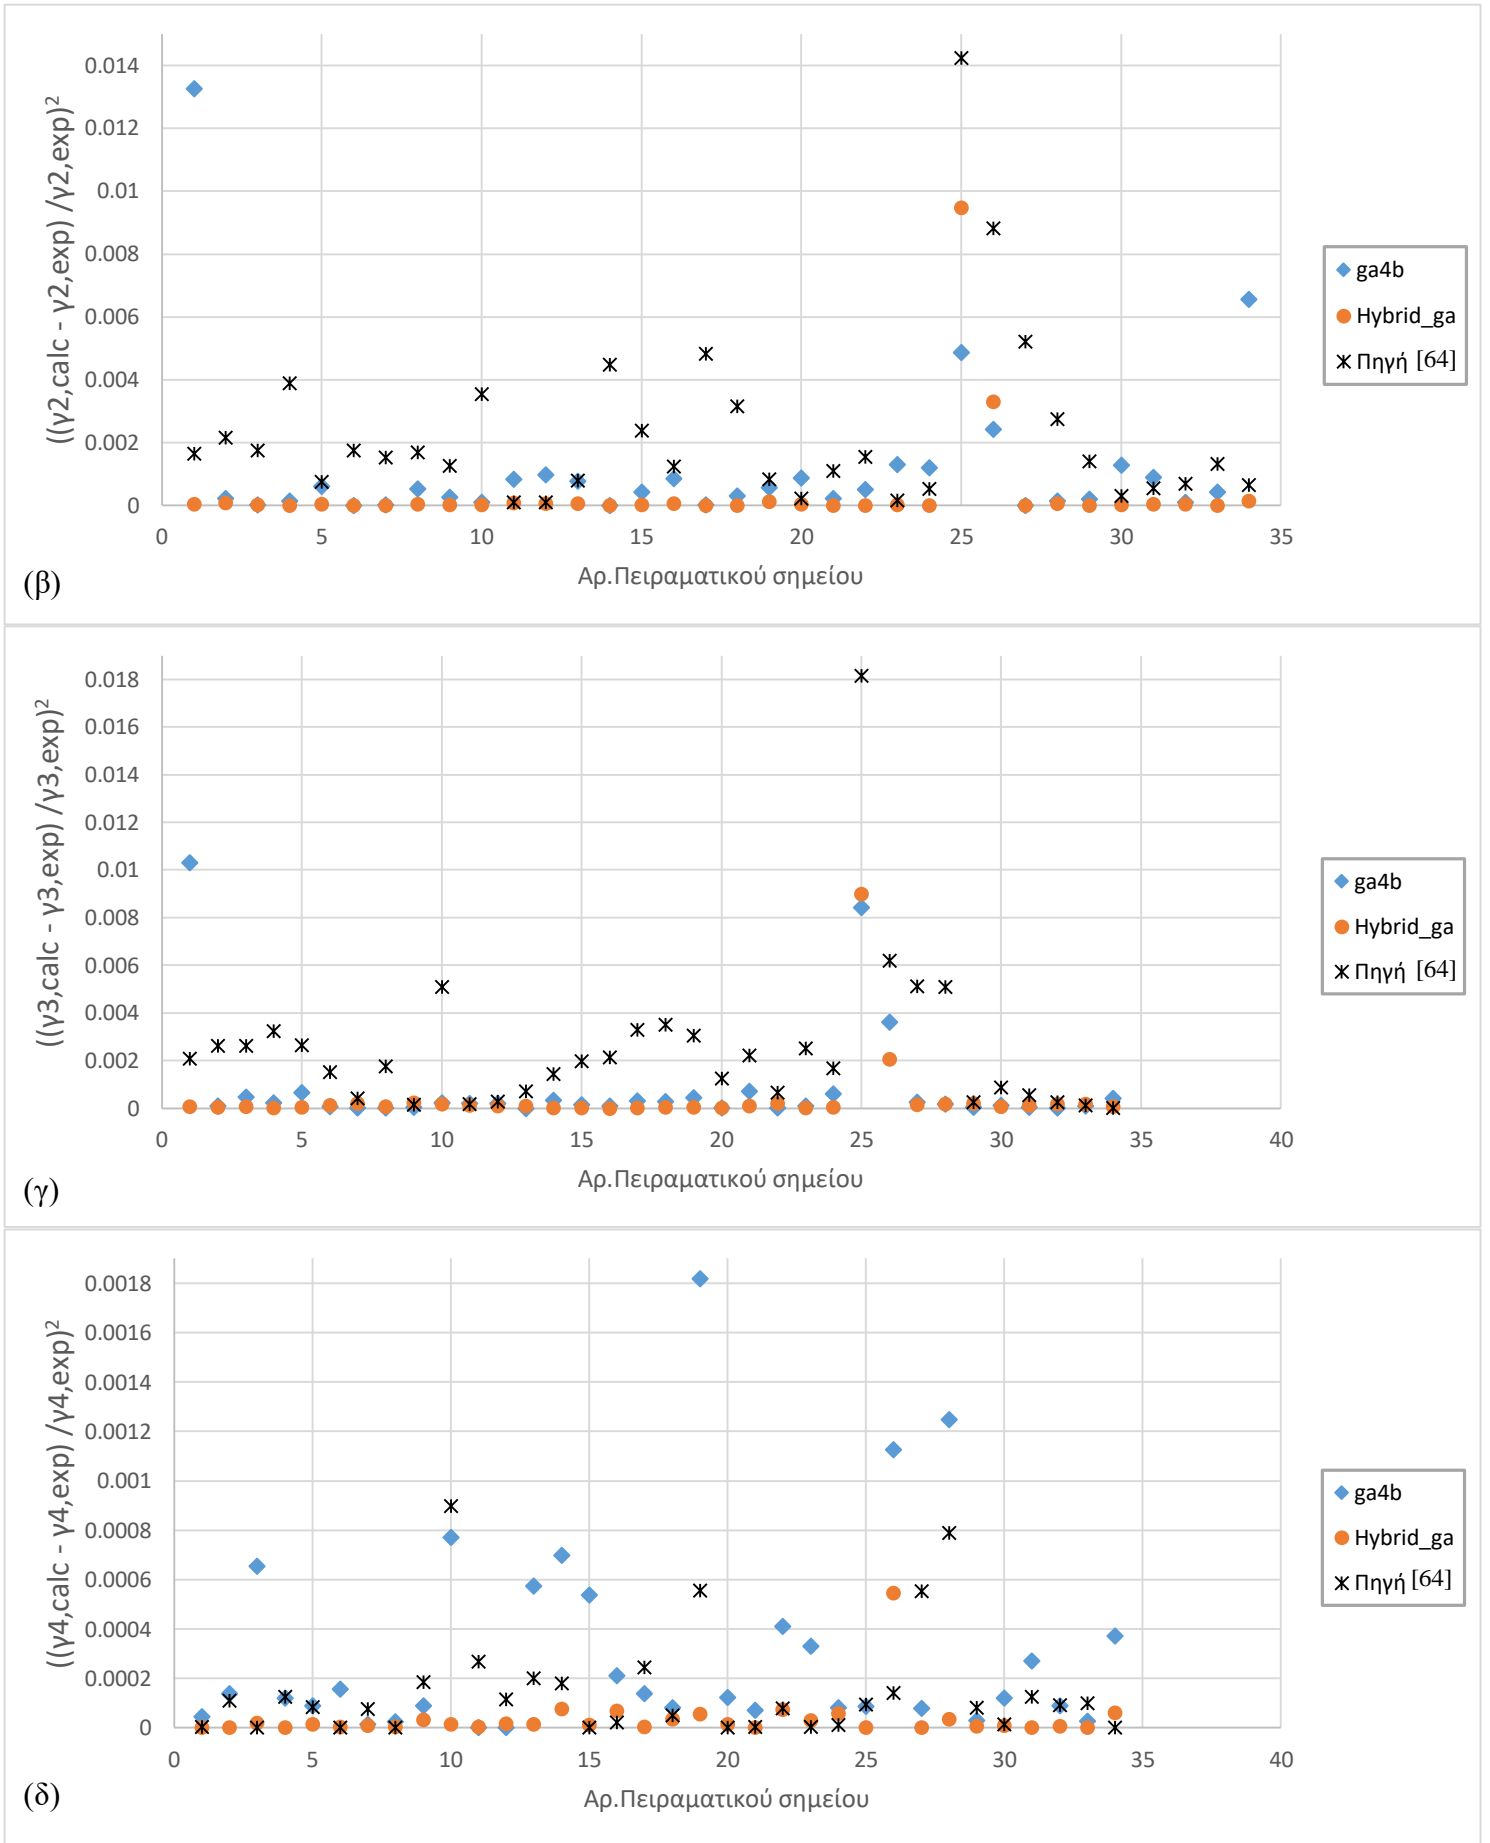 ((γ2,calc - γ2,exp) /γ2,exp)²
0.014
0.012
0.01
0.008
0.006
0.004
0.002
0
0 5 10 15 20 25 30 35
Αρ.Πειραματικού σημείου
ga4b
Hybrid_ga
Πηγή [64]
(β)
((γ3,calc - γ3,exp) /γ3,exp)²
0.018
0.016
0.014
0.012
0.01
0.008
0.006
0.004
0.002
0
0 5 10 15 20 25 30 35 40
Αρ.Πειραματικού σημείου
ga4b
Hybrid_ga
Πηγή [64]
(γ)
((γ4,calc - γ4,exp) /γ4,exp)²
0.0018
0.0016
0.0014
0.0012
0.001
0.0008
0.0006
0.0004
0.0002
0
0 5 10 15 20 25 30 35 40
Αρ.Πειραματικού σημείου
ga4b
Hybrid_ga
Πηγή [64]
(δ)